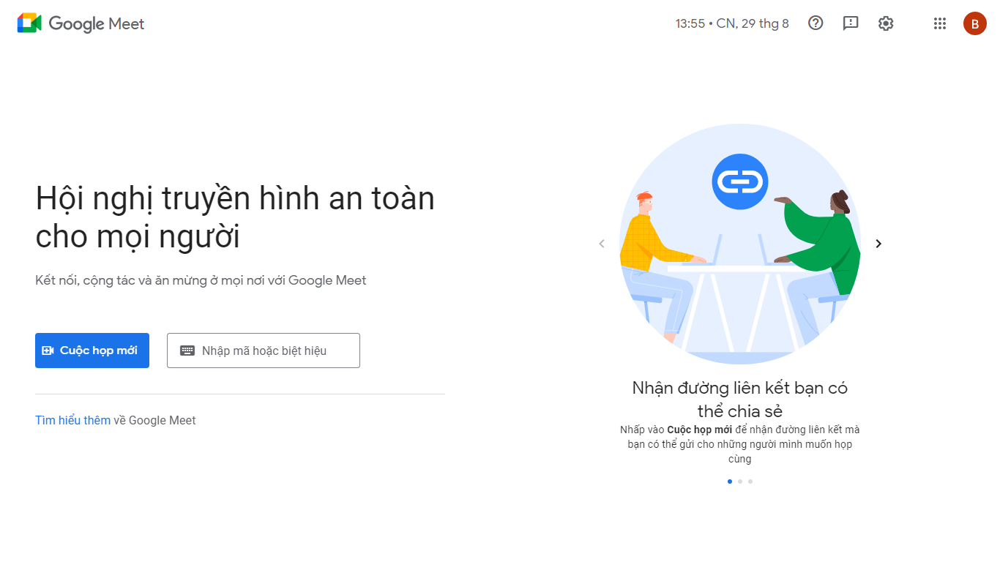 Google Meet
13:55 • CN, 29 thg 8
B
Hội nghị truyền hình an toàn
cho mọi người
Kết nối, cộng tác và ăn mừng ở mọi nơi với Google Meet
Cuộc họp mới
Nhập mã hoặc biệt hiệu
Tìm hiểu thêm về Google Meet
Nhận đường liên kết bạn có
thể chia sẻ
Nhấp vào Cuộc họp mới để nhận đường liên kết mà
bạn có thể gửi cho những người mình muốn họp
cùng